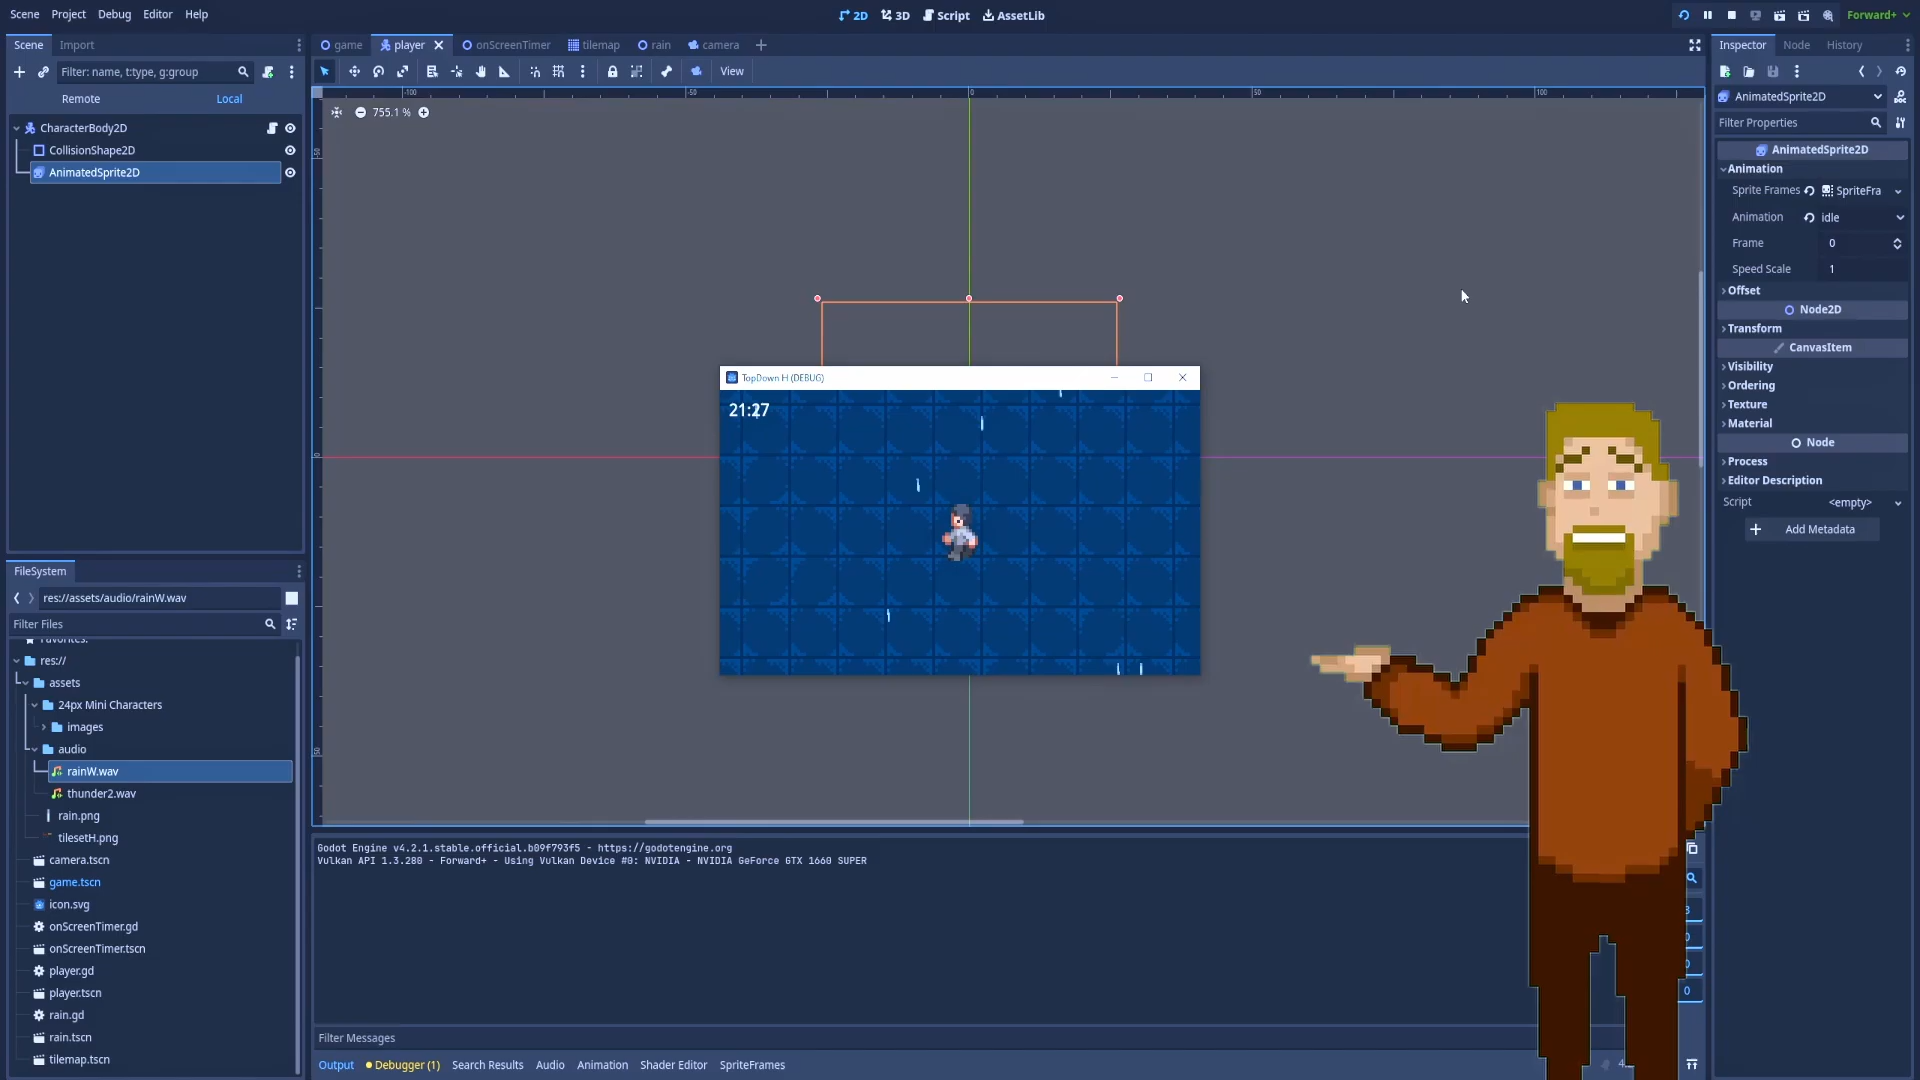 Scene Project Debug Editor Help
2D 3D Script AssetLib
Forward+
Scene Import
game player onScreenTimer tilemap rain camera
Inspector Node History
Filter: name, t:type, g:group
View
Remote Local
AnimatedSprite2D
-100 -50 0 50 100
755.1 %
Filter Properties
CharacterBody2D
CollisionShape2D
AnimatedSprite2D
AnimatedSprite2D
Animation
Sprite Frames SpriteFra
Animation idle
Frame 0
Speed Scale 1
Offset
Node2D
Transform
CanvasItem
Visibility
Ordering
Texture
Material
Node
Process
Editor Description
Script <empty>
Add Metadata
TopDown H (DEBUG)
21:27
FileSystem
res://assets/audio/rainW.wav
Filter Files
Favorites:
res://
assets
24px Mini Characters
images
audio
rainW.wav
thunder2.wav
rain.png
tilesetH.png
camera.tscn
game.tscn
icon.svg
onScreenTimer.gd
onScreenTimer.tscn
player.gd
player.tscn
rain.gd
rain.tscn
tilemap.tscn
Godot Engine v4.2.1.stable.official.b09f793f5 - https://godotengine.org
Vulkan API 1.3.280 - Forward+ - Using Vulkan Device #0: NVIDIA - NVIDIA GeForce GTX 1660 SUPER
Filter Messages
Output Debugger (1) Search Results Audio Animation Shader Editor SpriteFrames